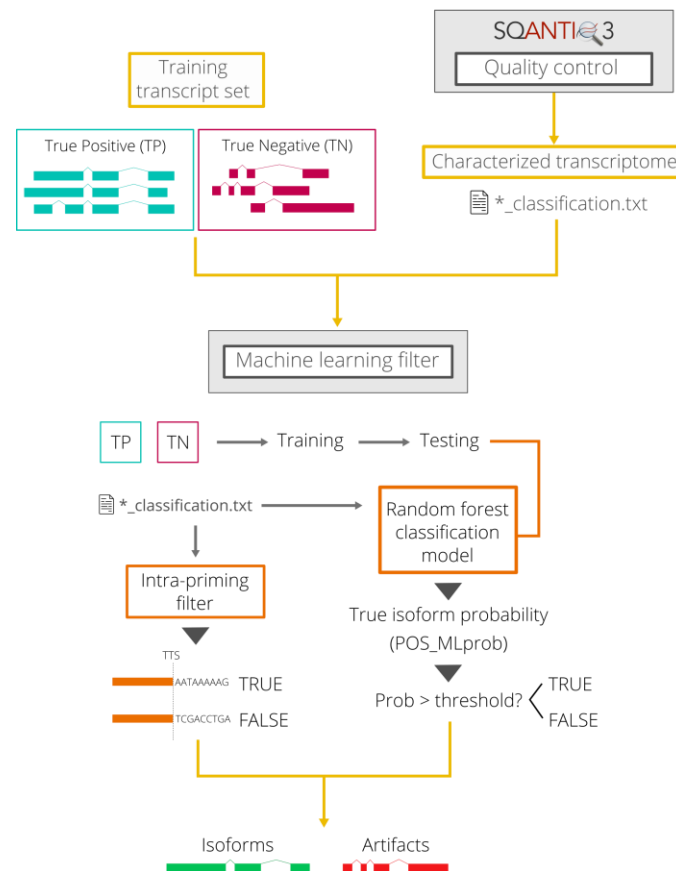 SQANTI 3
Quality control
Training
transcript set
True Positive (TP)
True Negative (TN)
Characterized transcriptome
*_classification.txt
Machine learning filter
TP
TN
Training
Testing
*_classification.txt
Random forest
classification
model
Intra-priming
filter
True isoform probability
(POS_MLprob)
TTS
AATAAAAAG TRUE
TCGACCTGA FALSE
Prob > threshold?
TRUE
FALSE
Isoforms
Artifacts